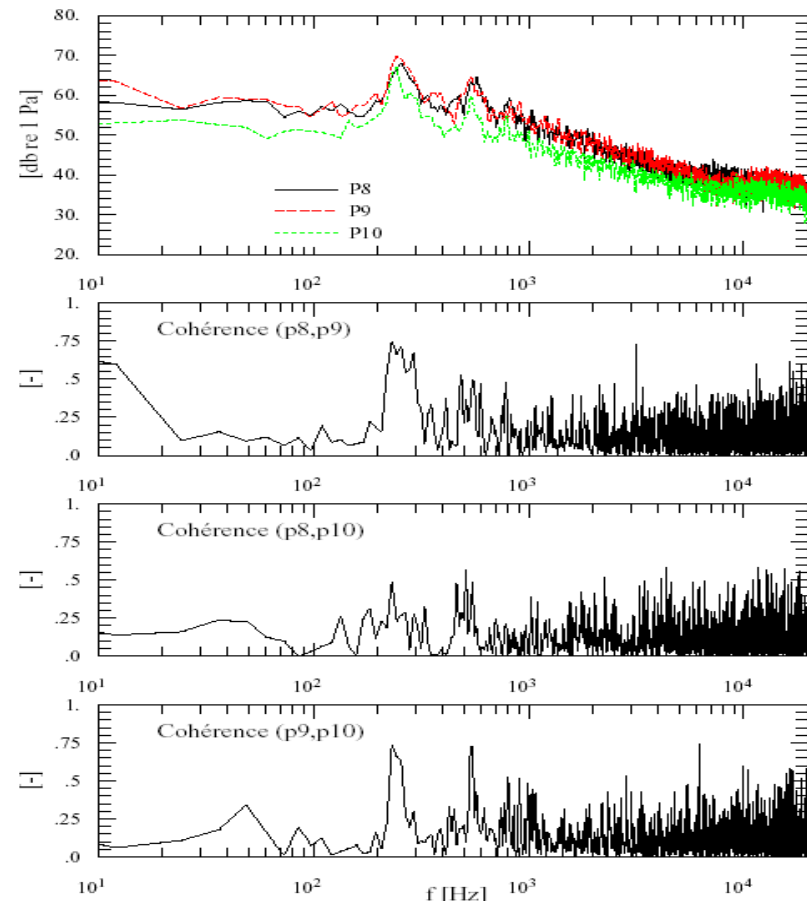 80.
70.
60.
50.
40.
30.
20.
[db re 1 Pa]
P8
P9
P10
10¹ 10² 10³ 10⁴
1.
.75
.5
.25
.0
[-]
Cohérence (p8,p9)
10¹ 10² 10³ 10⁴
1.
.75
.5
.25
.0
[-]
Cohérence (p8,p10)
10¹ 10² 10³ 10⁴
1.
.75
.5
.25
.0
[-]
Cohérence (p9,p10)
10¹ 10² 10³ 10⁴
f [Hz]